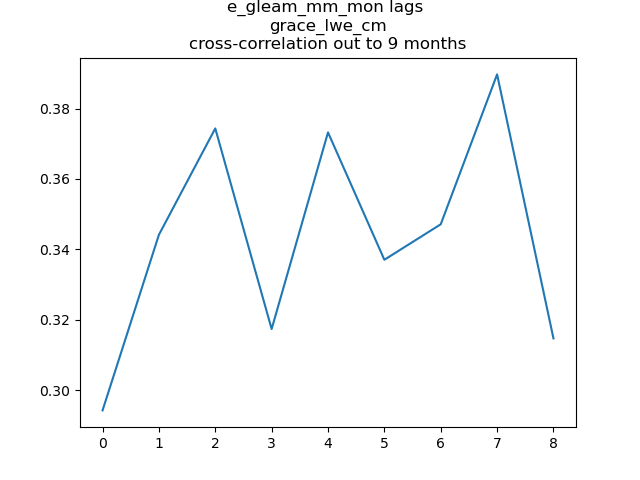 e_gleam_mm_mon lags
grace_lwe_cm
cross-correlation out to 9 months
0.38
0.36
0.34
0.32
0.30
0 1 2 3 4 5 6 7 8